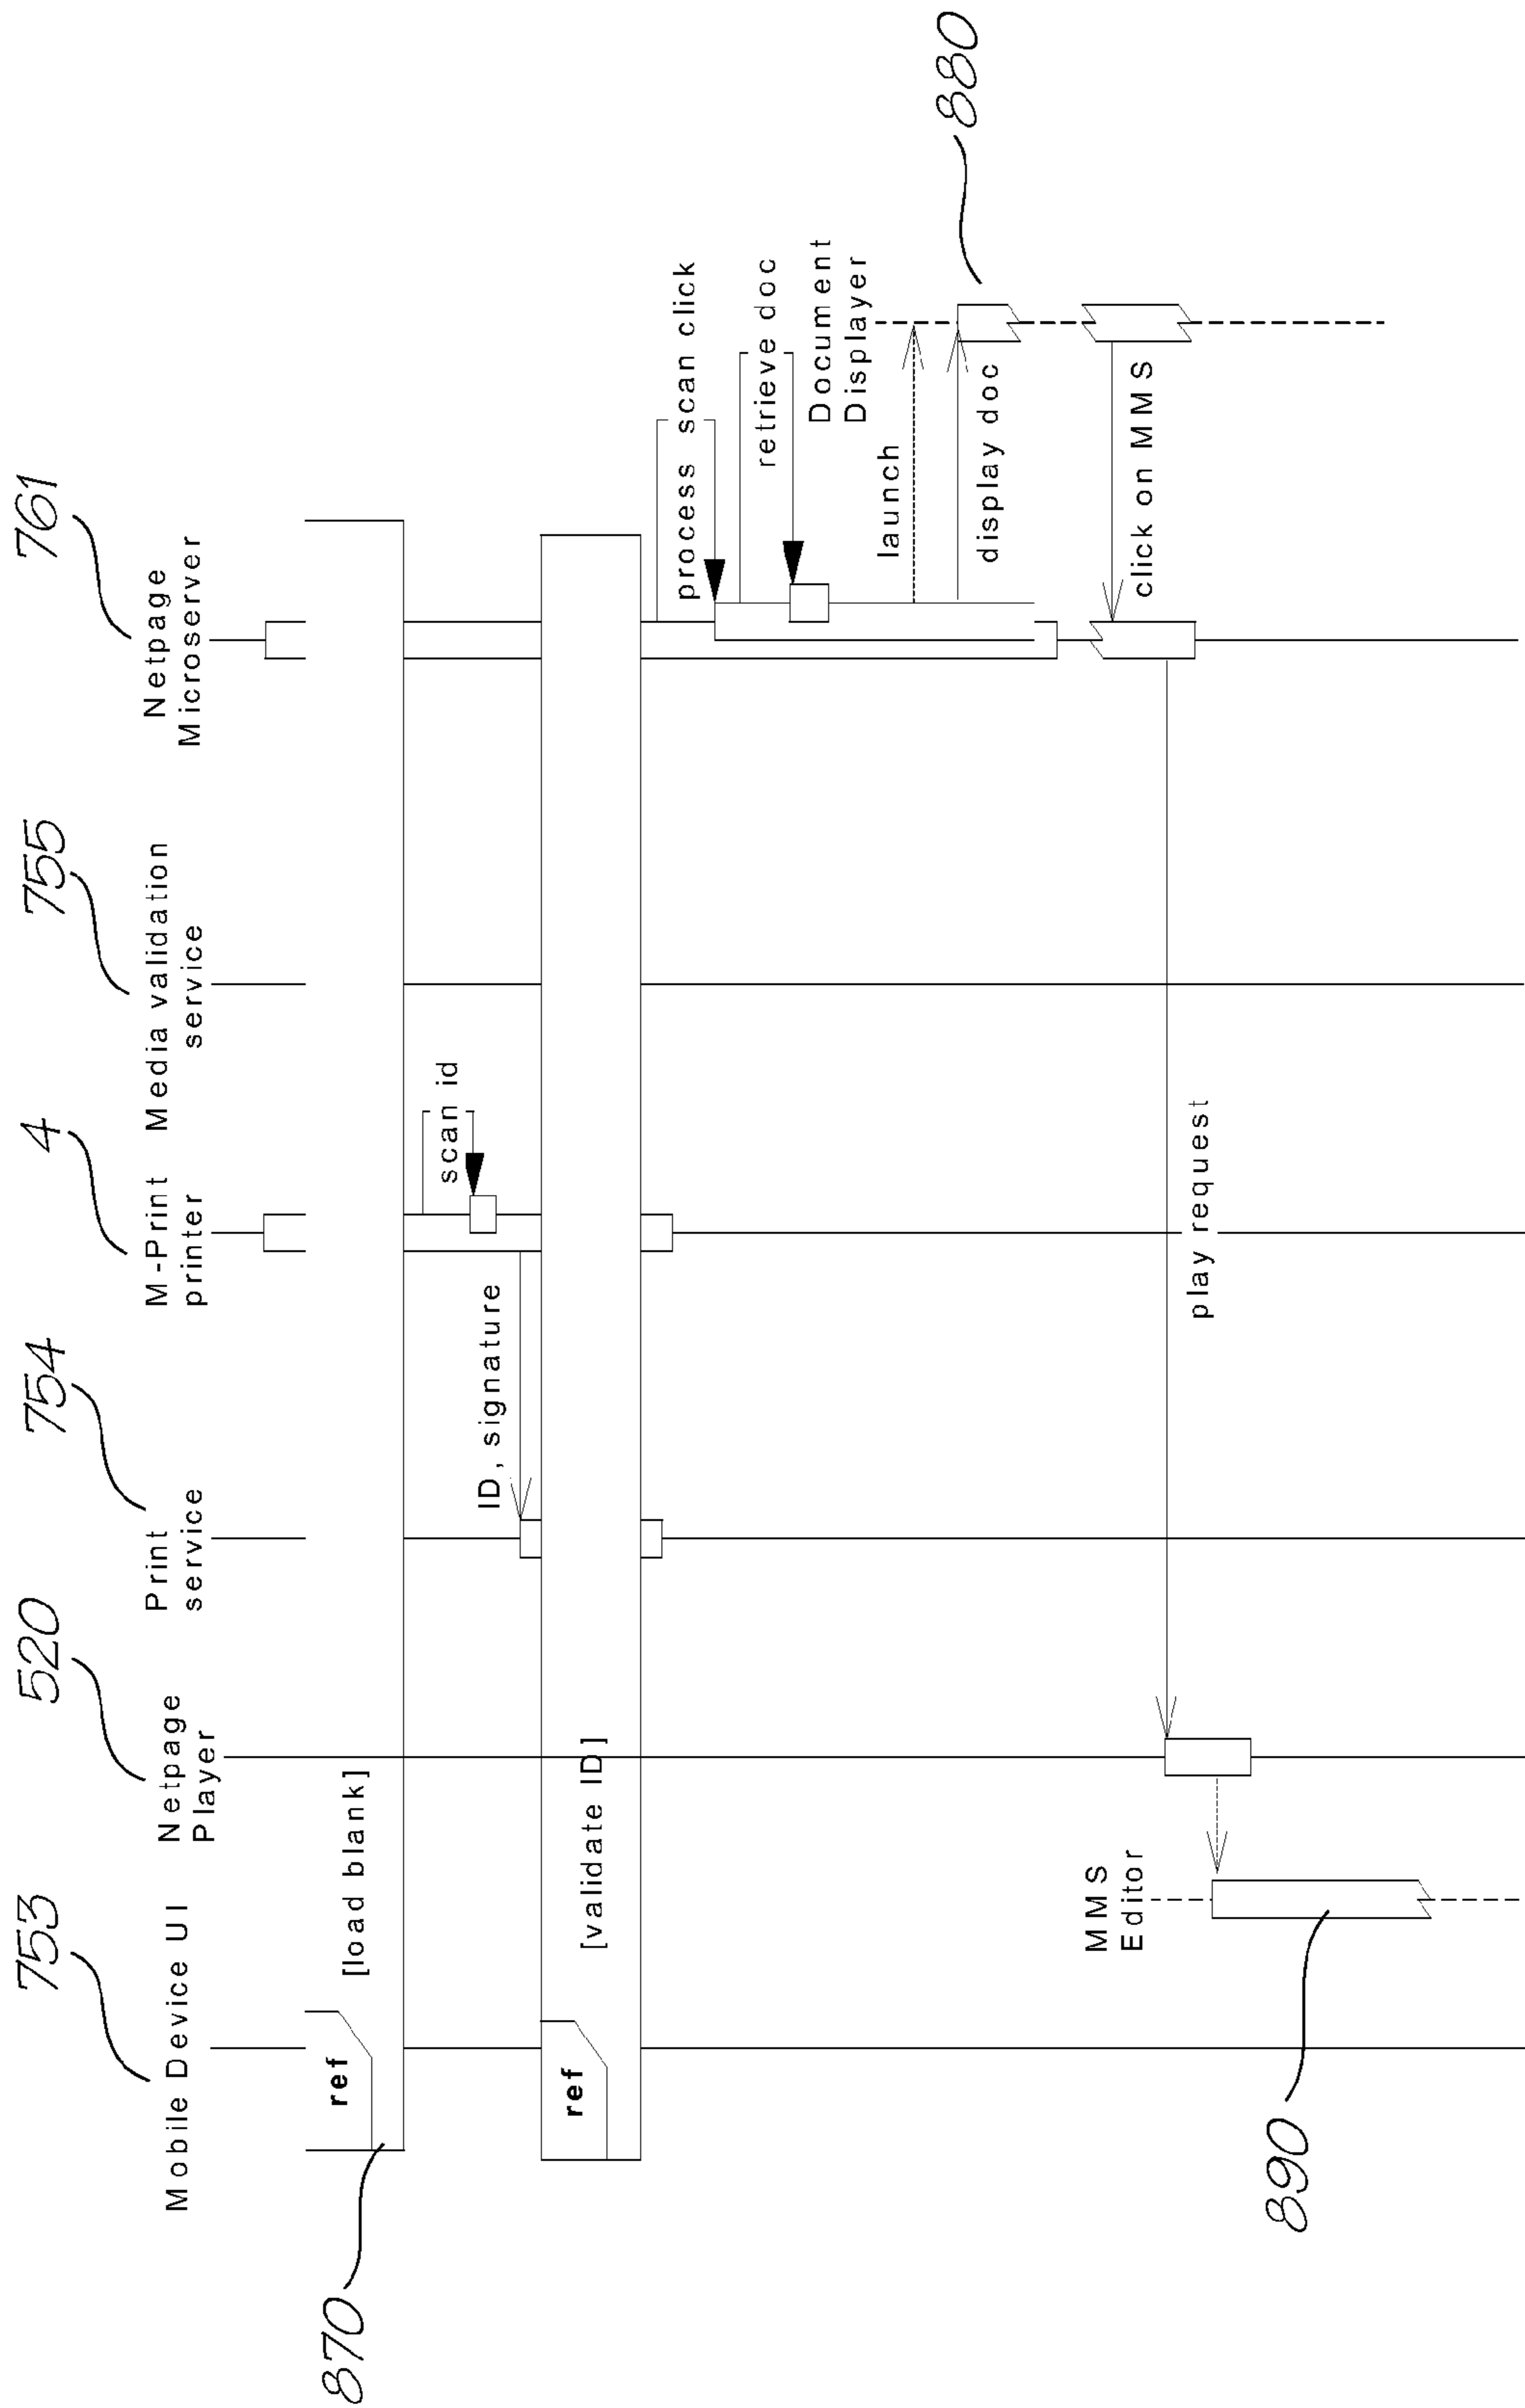 753
520
754
4
755
761
Mobile Device UI
Netpage
Player
Print
service
M-Print
printer
Media validation
service
Netpage
Microserver
ref
[load blank]
870
scan id
ID, signature
ref
[validate ID]
process scan click
retrieve doc
Document
Displayer
launch
display doc
880
click on MMS
play request
MMS
Editor
890